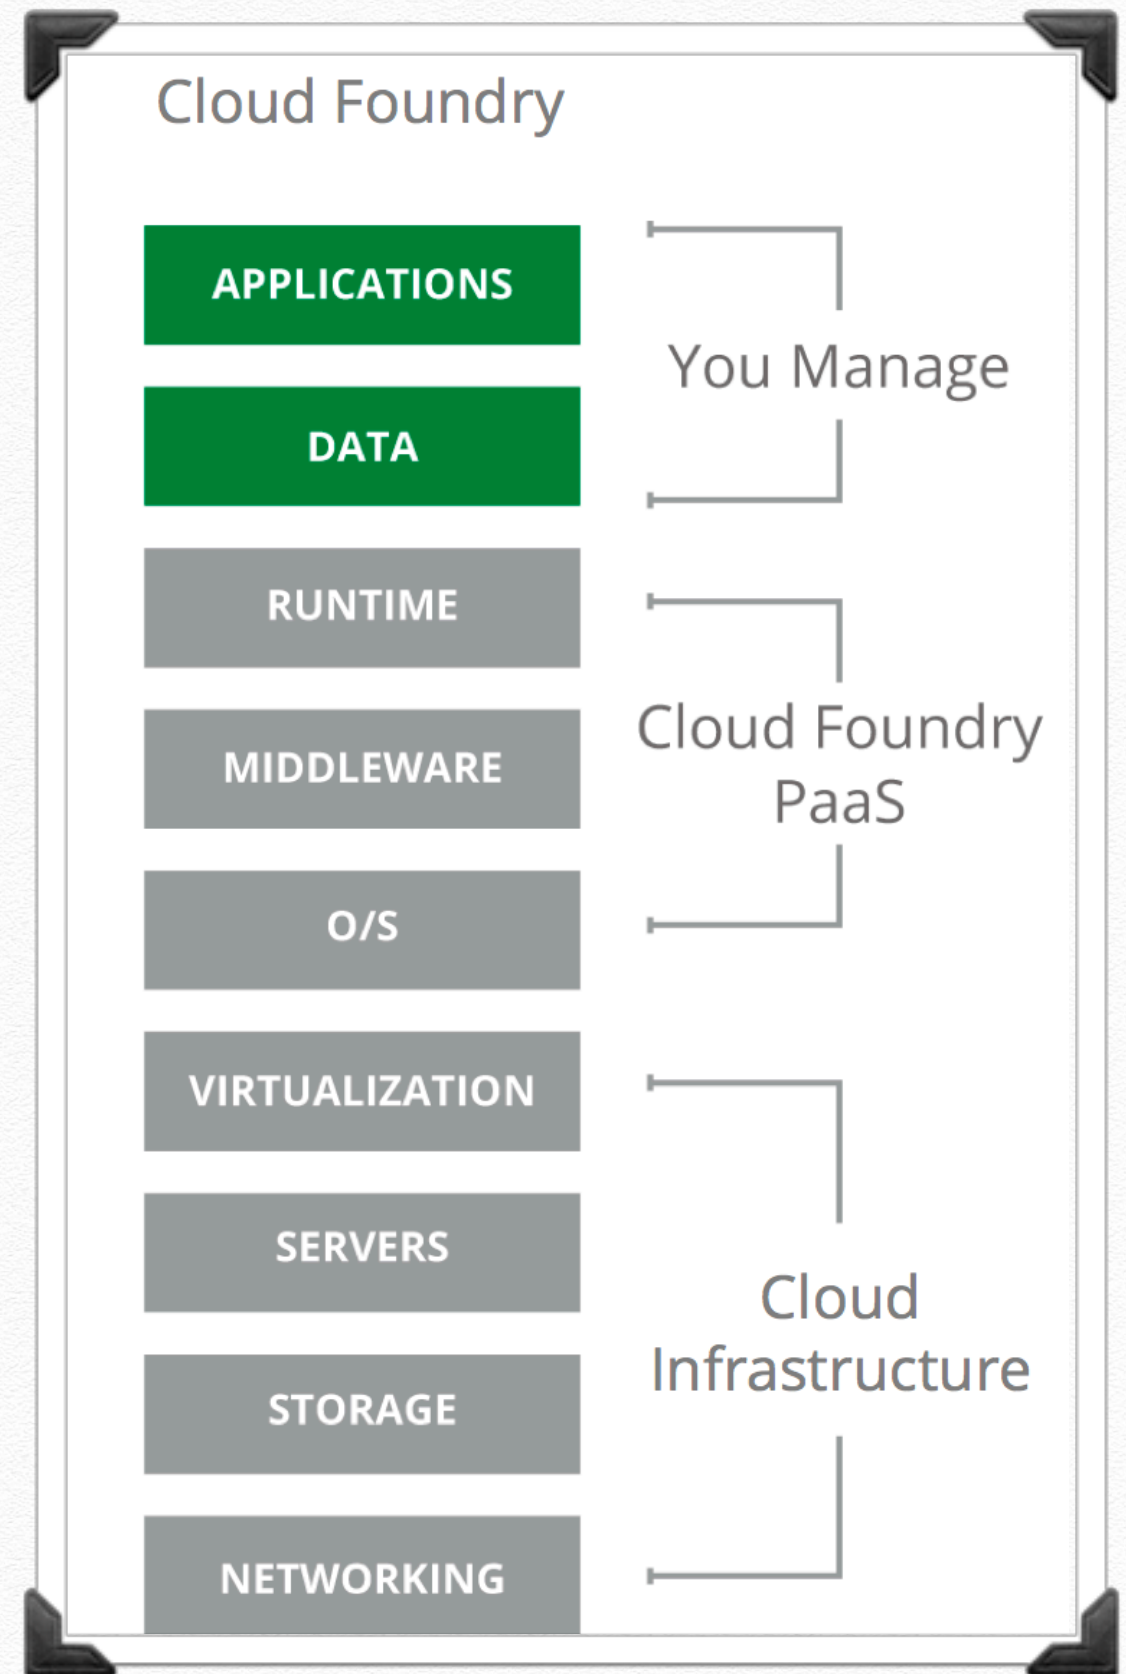 Cloud Foundry
APPLICATIONS
DATA
You Manage
RUNTIME
MIDDLEWARE
O/S
Cloud Foundry
PaaS
VIRTUALIZATION
SERVERS
STORAGE
NETWORKING
Cloud
Infrastructure